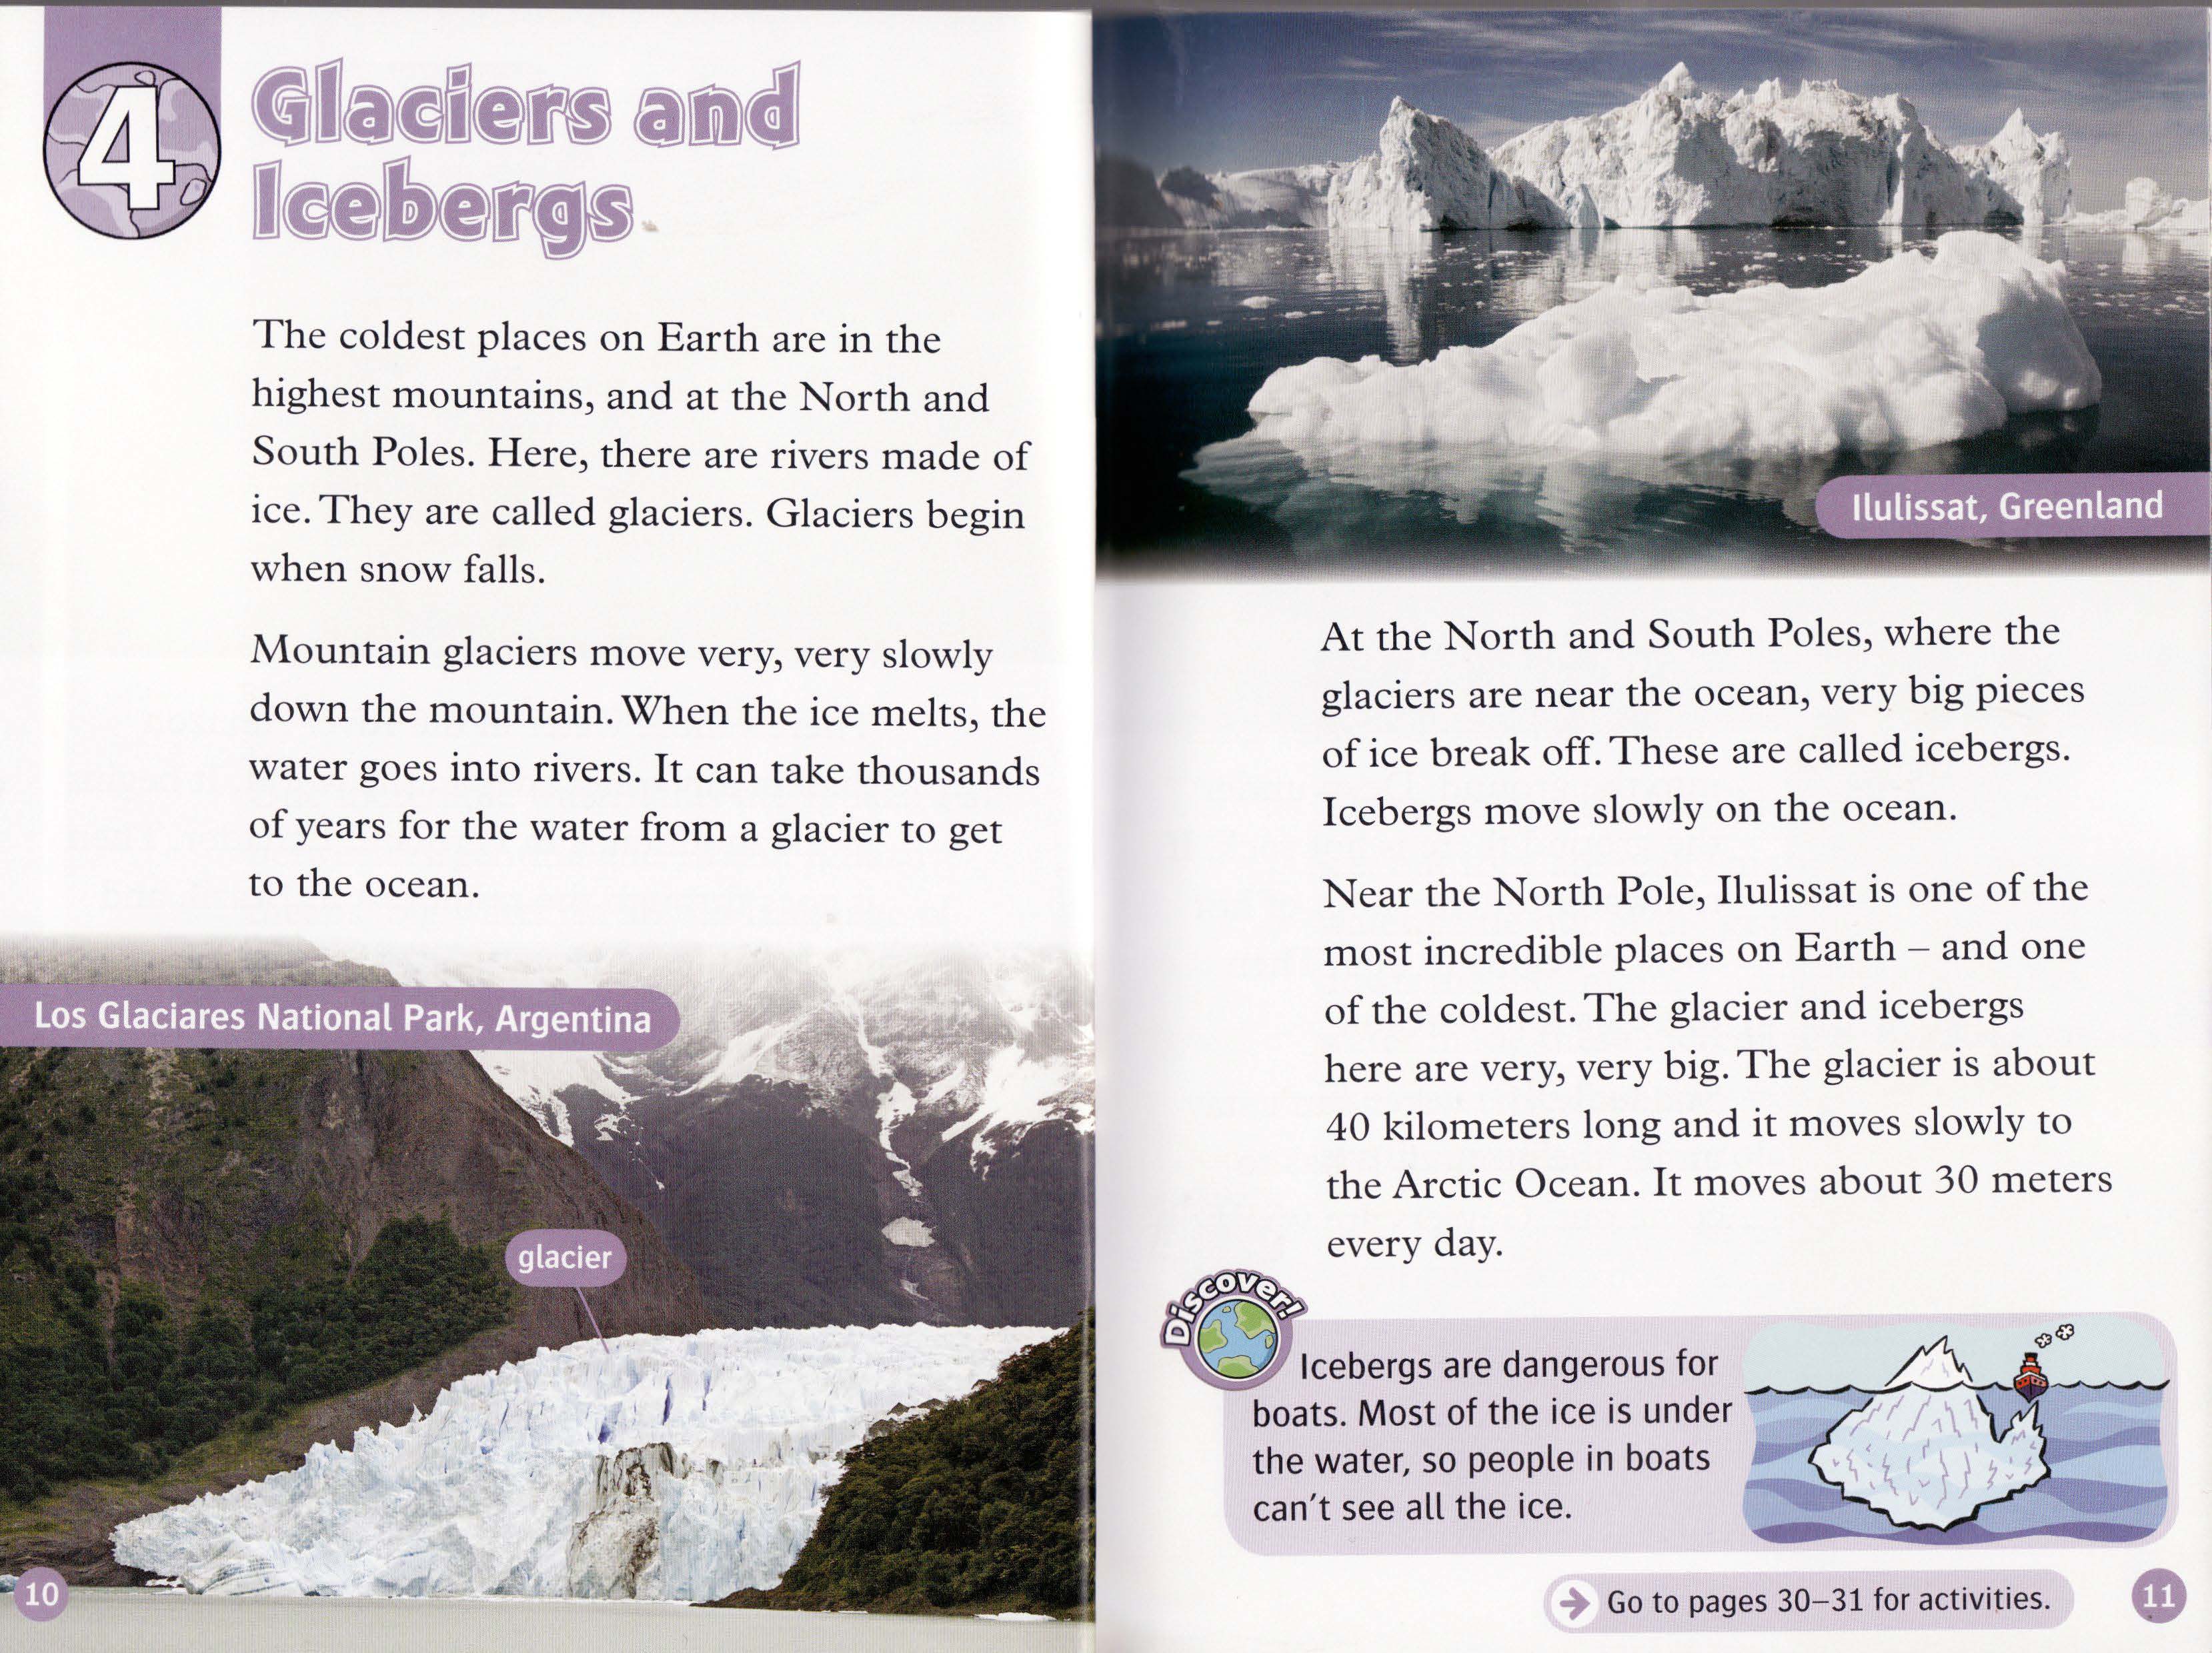 4
Glaciers and
Icebergs
The coldest places on Earth are in the
highest mountains, and at the North and
South Poles. Here, there are rivers made of
ice. They are called glaciers. Glaciers begin
when snow falls.
Mountain glaciers move very, very slowly
down the mountain. When the ice melts, the
water goes into rivers. It can take thousands
of years for the water from a glacier to get
to the ocean.
Los Glaciares National Park, Argentina
glacier
10
Ilulissat, Greenland
At the North and South Poles, where the
glaciers are near the ocean, very big pieces
of ice break off. These are called icebergs.
Icebergs move slowly on the ocean.
Near the North Pole, Ilulissat is one of the
most incredible places on Earth – and one
of the coldest. The glacier and icebergs
here are very, very big. The glacier is about
40 kilometers long and it moves slowly to
the Arctic Ocean. It moves about 30 meters
every day.
Discover!
Icebergs are dangerous for
boats. Most of the ice is under
the water, so people in boats
can't see all the ice.
Go to pages 30–31 for activities.
11